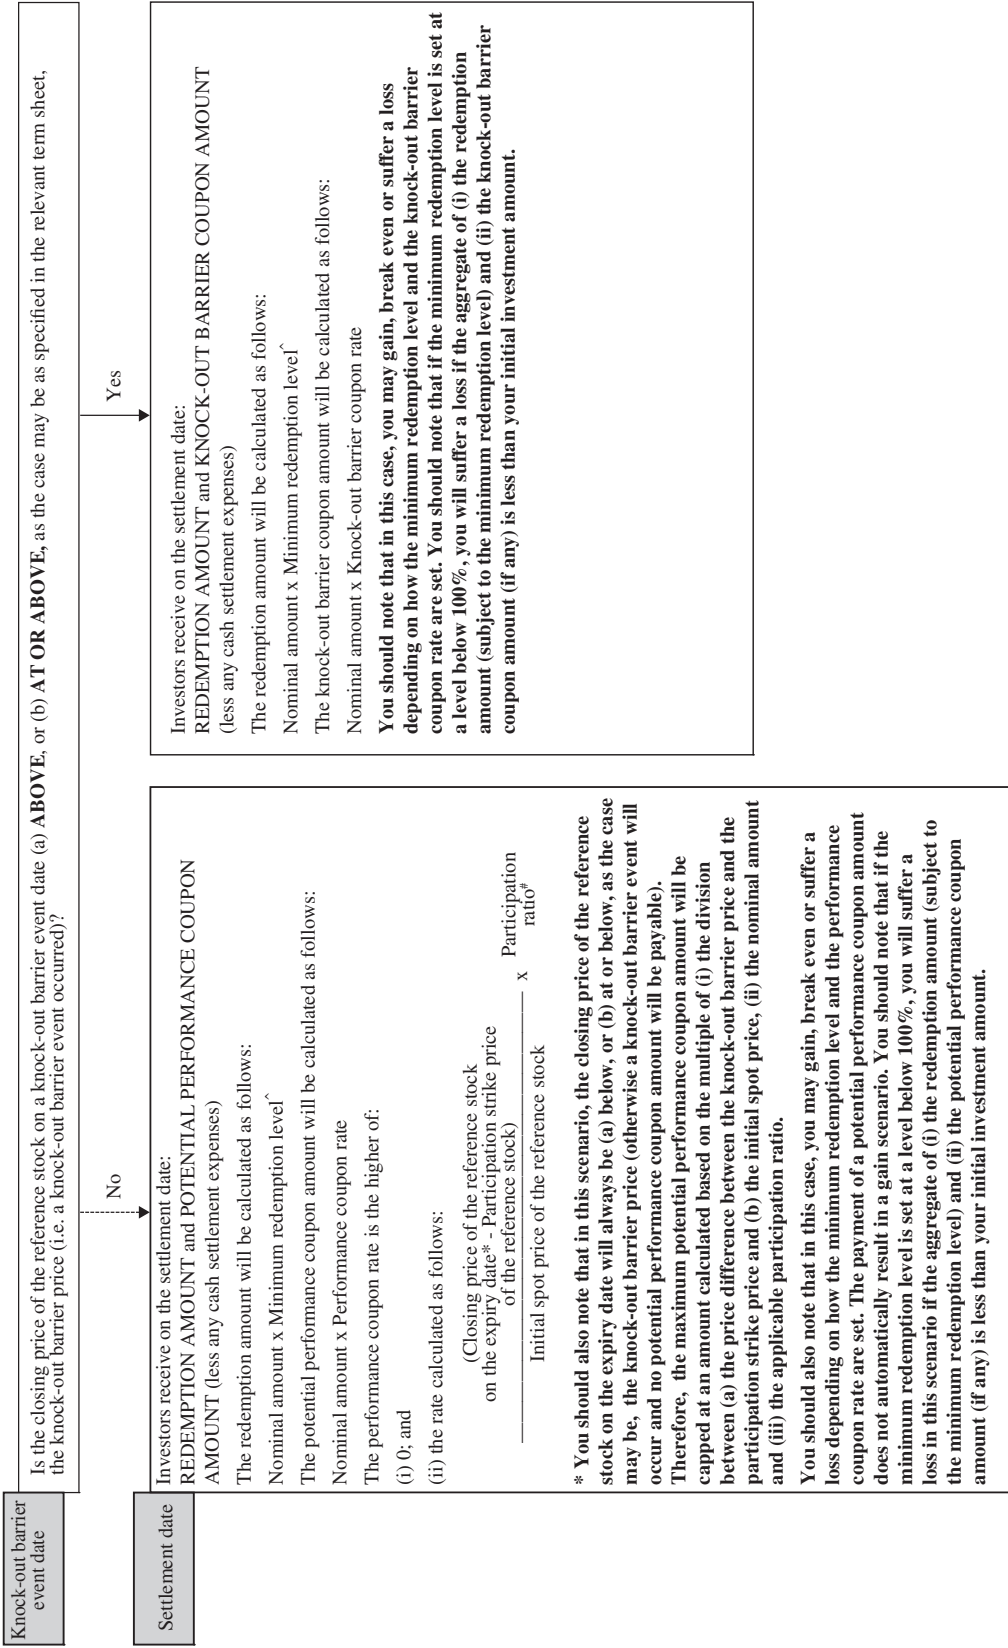 Knock-out barrier
event date
Is the closing price of the reference stock on a knock-out barrier event date (a) ABOVE, or (b) AT OR ABOVE, as the case may be as specified in the relevant term sheet,
the knock-out barrier price (i.e. a knock-out barrier event occurred)?
No
Yes
Settlement date
Investors receive on the settlement date:
REDEMPTION AMOUNT and POTENTIAL PERFORMANCE COUPON
AMOUNT (less any cash settlement expenses)
The redemption amount will be calculated as follows:
Nominal amount x Minimum redemption level^
The potential performance coupon amount will be calculated as follows:
Nominal amount x Performance coupon rate
The performance coupon rate is the higher of:
(i) 0; and
(ii) the rate calculated as follows:
(Closing price of the reference stock
on the expiry date* - Participation strike price
of the reference stock)
Initial spot price of the reference stock
x
Participation
ratio#
* You should also note that in this scenario, the closing price of the reference
stock on the expiry date will always be (a) below, or (b) at or below, as the case
may be, the knock-out barrier price (otherwise a knock-out barrier event will
occur and no potential performance coupon amount will be payable).
Therefore, the maximum potential performance coupon amount will be
capped at an amount calculated based on the multiple of (i) the division
between (a) the price difference between the knock-out barrier price and the
participation strike price and (b) the initial spot price, (ii) the nominal amount
and (iii) the applicable participation ratio.
You should also note that in this case, you may gain, break even or suffer a
loss depending on how the minimum redemption level and the performance
coupon rate are set. The payment of a potential performance coupon amount
does not automatically result in a gain scenario. You should note that if the
minimum redemption level is set at a level below 100%, you will suffer a
loss in this scenario if the aggregate of (i) the redemption amount (subject to
the minimum redemption level) and (ii) the potential performance coupon
amount (if any) is less than your initial investment amount.
Investors receive on the settlement date:
REDEMPTION AMOUNT and KNOCK-OUT BARRIER COUPON AMOUNT
(less any cash settlement expenses)
The redemption amount will be calculated as follows:
Nominal amount x Minimum redemption level^
The knock-out barrier coupon amount will be calculated as follows:
Nominal amount x Knock-out barrier coupon rate
You should note that in this case, you may gain, break even or suffer a loss
depending on how the minimum redemption level and the knock-out barrier
coupon rate are set. You should note that if the minimum redemption level is set at
a level below 100%, you will suffer a loss if the aggregate of (i) the redemption
amount (subject to the minimum redemption level) and (ii) the knock-out barrier
coupon amount (if any) is less than your initial investment amount.